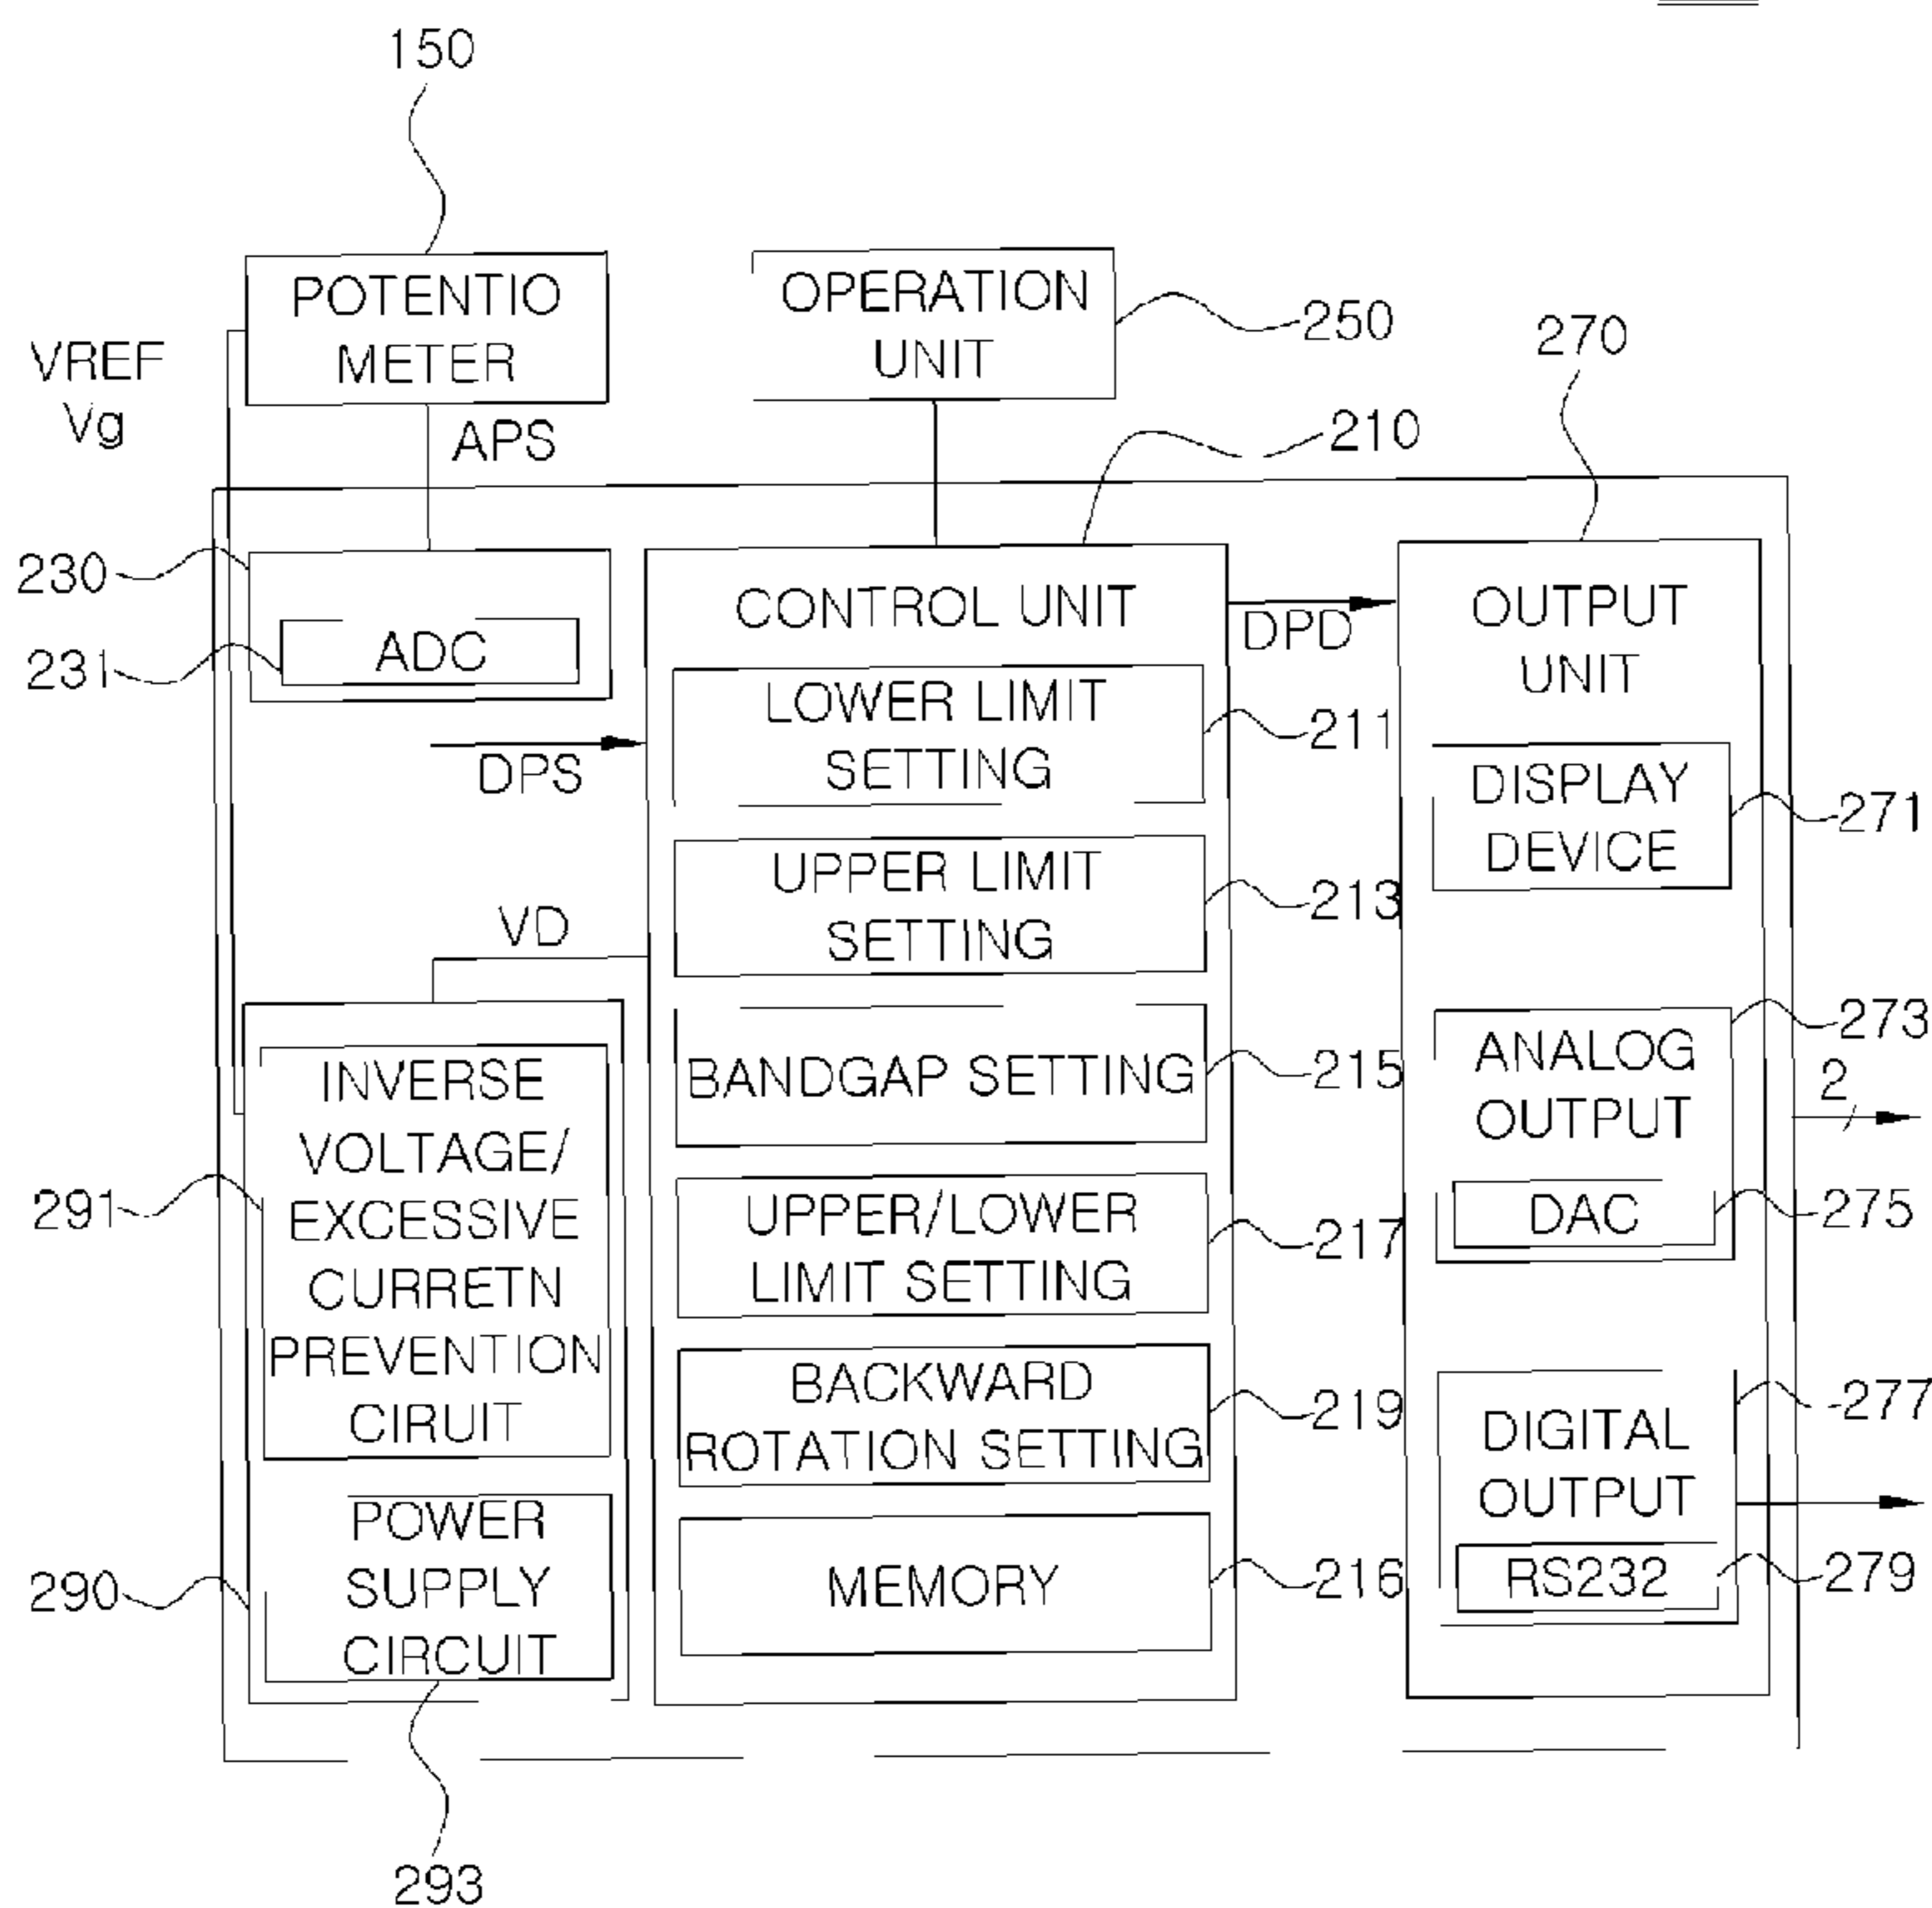 150
POTENTIO
METER
OPERATION
UNIT
250
270
VREF
Vg
APS
210
230
ADC
231
CONTROL UNIT
DPD
OUTPUT
UNIT
LOWER LIMIT
SETTING
211
DPS
DISPLAY
DEVICE
271
UPPER LIMIT
SETTING
213
VD
INVERSE
VOLTAGE/
EXCESSIVE
CURRETN
PREVENTION
CIRUIT
291
BANDGAP SETTING
215
ANALOG
OUTPUT
273
2
DAC
275
UPPER/LOWER
LIMIT SETTING
217
BACKWARD
ROTATION SETTING
219
DIGITAL
OUTPUT
277
RS232
279
POWER
SUPPLY
CIRCUIT
290
MEMORY
216
293